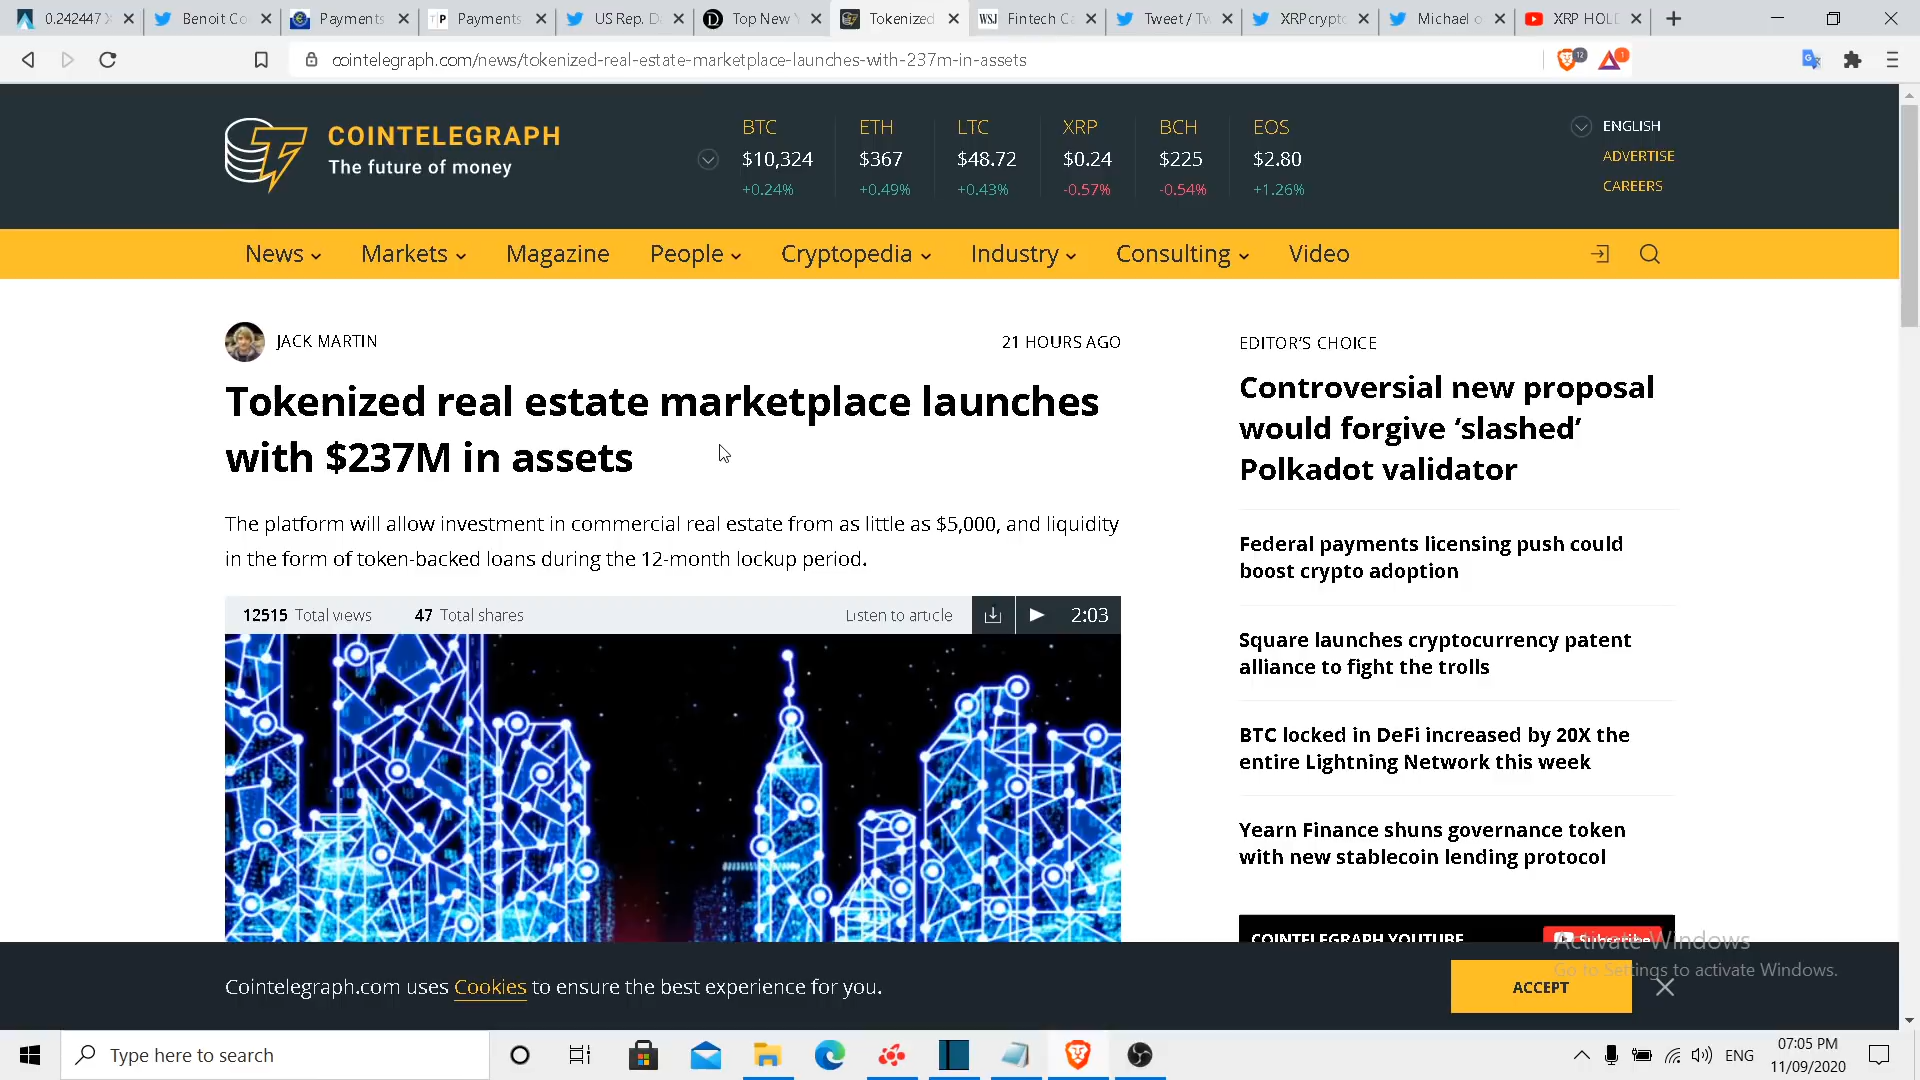 0.242447
Benoit Co
Payments
Payments
US Rep. D
Top New
Tokenized
WSJ
Fintech C
Tweet / Tw
XRPcrypto
Michael o
XRP HOL
cointelegraph.com/news/tokenized-real-estate-marketplace-launches-with-237m-in-assets
12
1
COINTELEGRAPH
The future of money
BTC
$10,324
+0.24%
ETH
$367
+0.49%
LTC
$48.72
+0.43%
XRP
$0.24
-0.57%
BCH
$225
-0.54%
EOS
$2.80
+1.26%
ENGLISH
ADVERTISE
CAREERS
News
Markets
Magazine
People
Cryptopedia
Industry
Consulting
Video
JACK MARTIN
21 HOURS AGO
Tokenized real estate marketplace launches
with $237M in assets
The platform will allow investment in commercial real estate from as little as $5,000, and liquidity
in the form of token-backed loans during the 12-month lockup period.
12515 Total views
47 Total shares
Listen to article
2:03
EDITOR'S CHOICE
Controversial new proposal
would forgive ‘slashed’
Polkadot validator
Federal payments licensing push could
boost crypto adoption
Square launches cryptocurrency patent
alliance to fight the trolls
BTC locked in DeFi increased by 20X the
entire Lightning Network this week
Yearn Finance shuns governance token
with new stablecoin lending protocol
COINTELEGRAPH YOUTUBE
Subscribe
Activate Windows
Go to Settings to activate Windows.
Cointelegraph.com uses Cookies to ensure the best experience for you.
ACCEPT
Type here to search
ENG
07:05 PM
11/09/2020